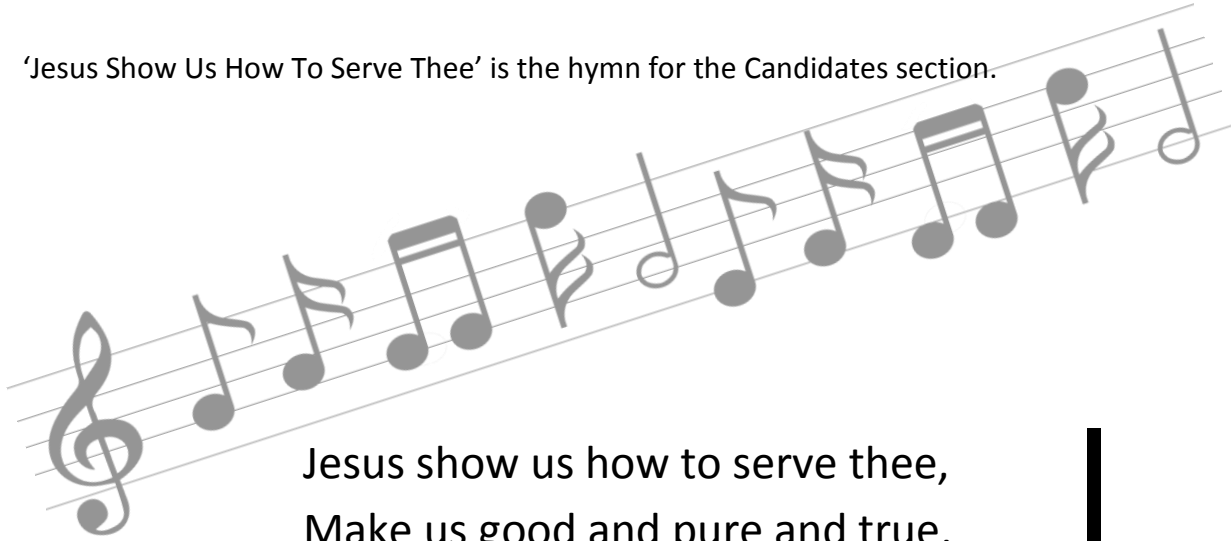 ‘Jesus Show Us How To Serve Thee’ is the hymn for the Candidates section.
Jesus show us how to serve thee,
Make us good and pure and true,